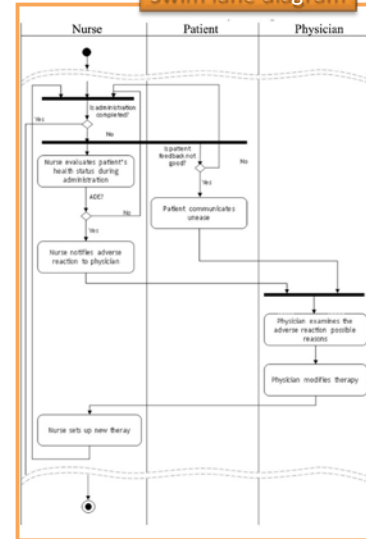 Swim lane diagram
Nurse
Patient
Physician
Is administration
completed?
Yes
No
Is patient
feedback not
good?
No
Yes
Nurse evaluates patient's
health status during
administration
ADE?
No
Yes
Patient communicates
unease
Nurse notifies adverse
reaction to physician
Physician examines the
adverse reaction possible
reasons
Physician modifies therapy
Nurse sets up new theray